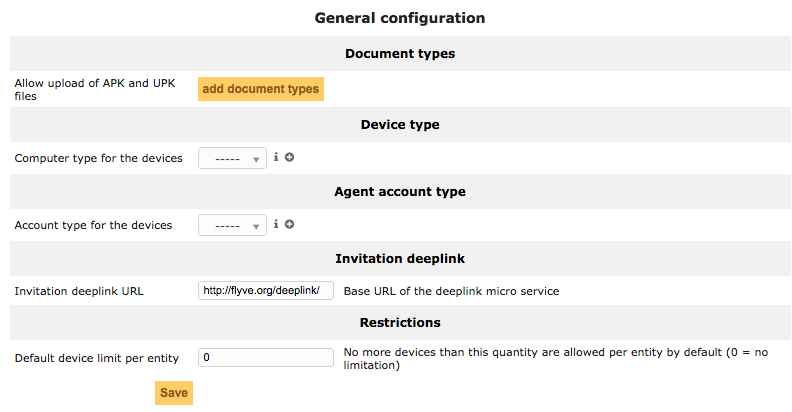 General configuration
Document types
Allow upload of APK and UPK
files
add document types
Device type
Computer type for the devices
-----
Agent account type
Account type for the devices
-----
Invitation deeplink
Invitation deeplink URL
http://flyve.org/deeplink/
Base URL of the deeplink micro service
Restrictions
Default device limit per entity
0
No more devices than this quantity are allowed per entity by default (0 = no
limitation)
Save